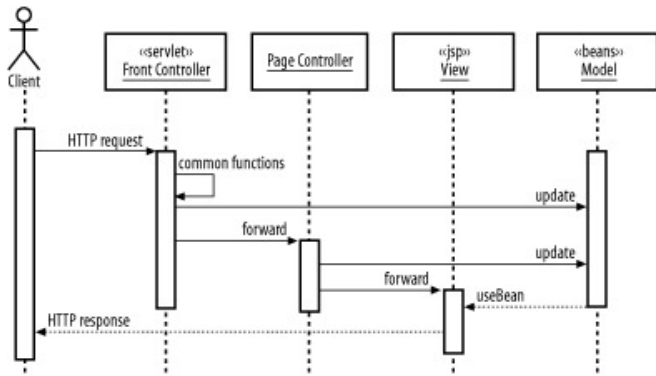 Client
«servlet»
Front Controller
Page Controller
«jsp»
View
«beans»
Model
HTTP request
common functions
update
forward
update
forward
useBean
HTTP response